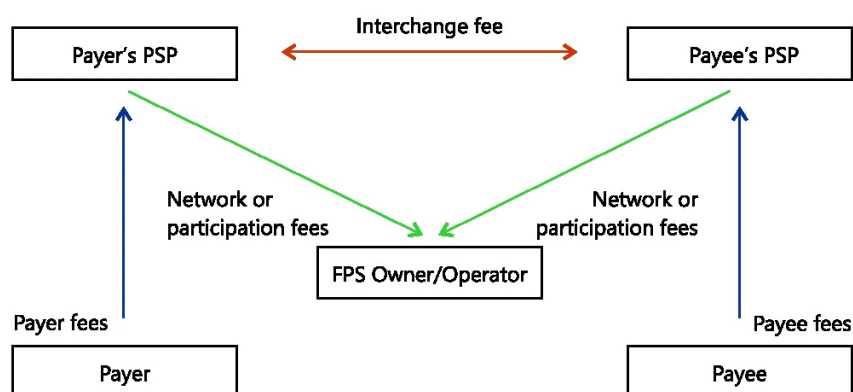 Interchange fee
Payer's PSP
Payee's PSP
Network or
participation fees
Network or
participation fees
FPS Owner/Operator
Payer fees
Payee fees
Payer
Payee